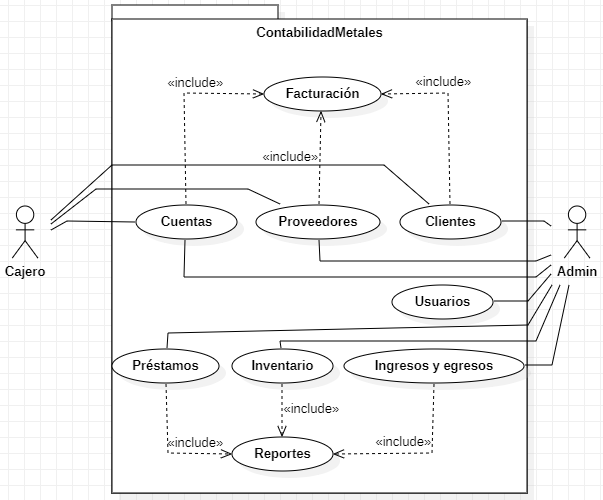 ContabilidadMetales
«include»
«include»
Facturación
«include»
Cuentas
Proveedores
Clientes
Cajero
Admin
Usuarios
Préstamos
Inventario
Ingresos y egresos
«include»
«include»
«include»
Reportes